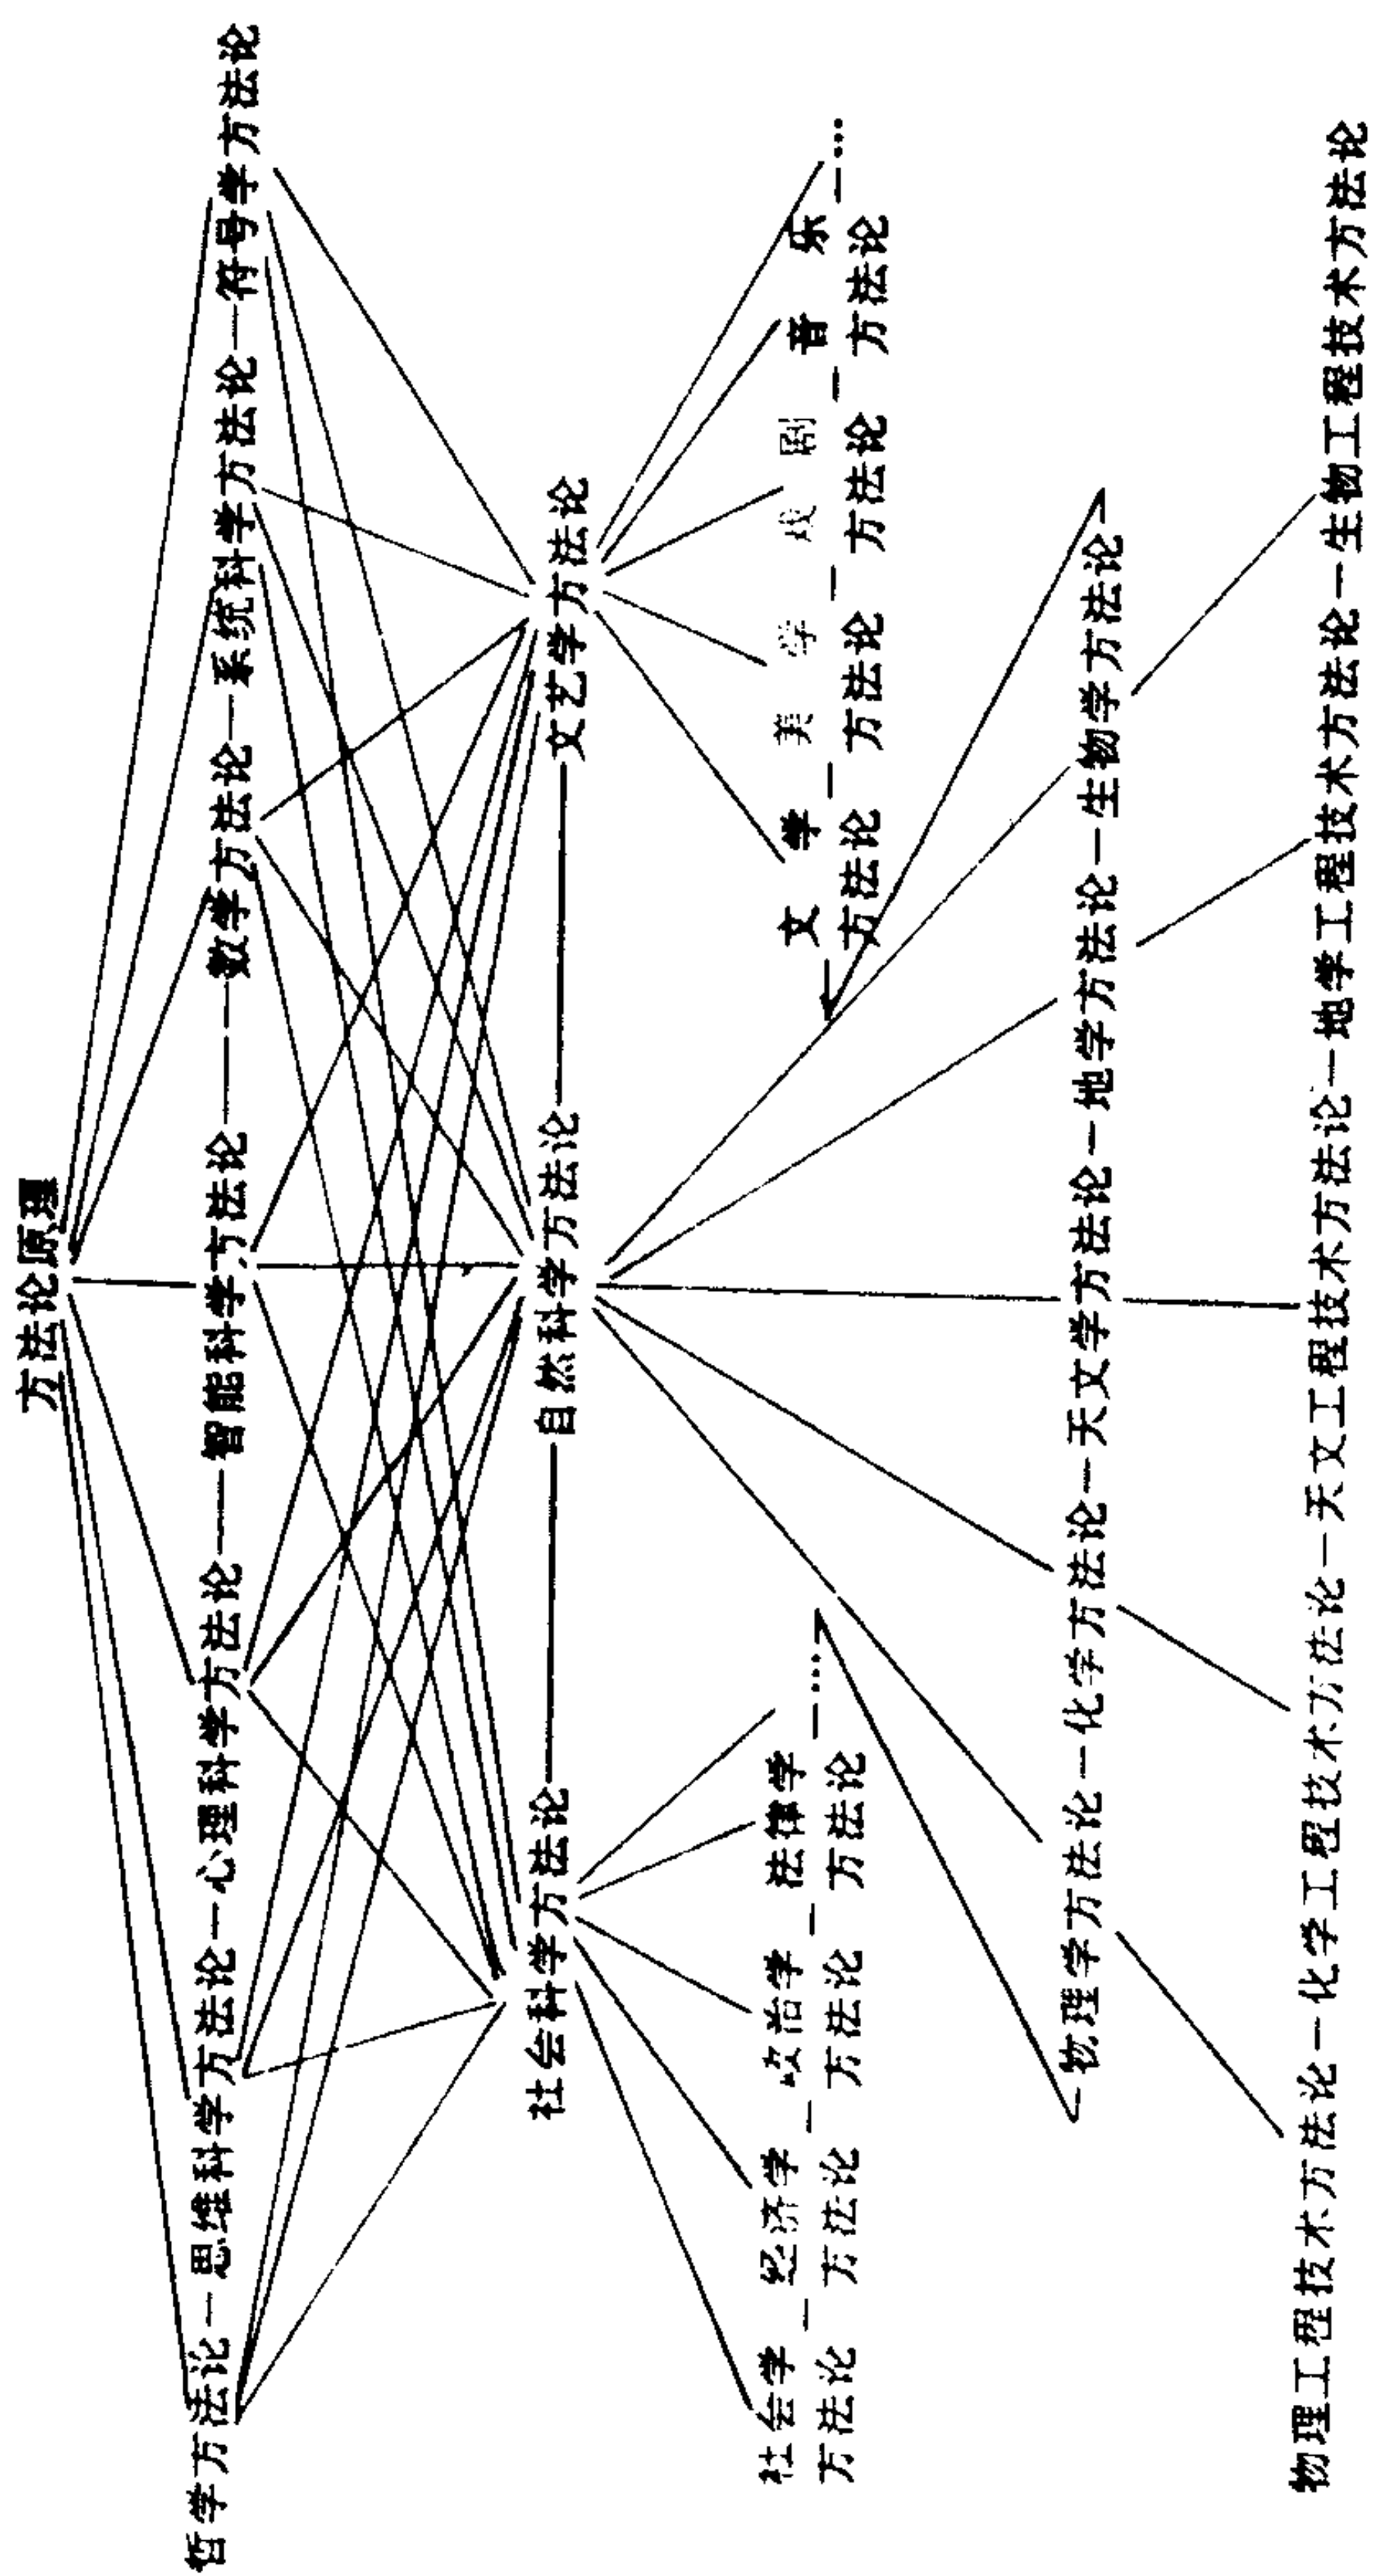 方法论原理
哲学方法论—思维科学方法论—心理科学方法论——智能科学方法论———数学方法论—系统科学方法论—符号学方法论
社会科学方法论——自然科学方法论——文艺学方法论
社会学—经济学—政治学—法律学—…
方法论 方法论 方法论 方法论
文学—美学—戏剧—音乐—…
方法论 方法论 方法论 方法论
物理学方法论—化学方法论—天文学方法论—地学方法论—生物学方法论
物理工程技术方法论—化学工程技术方法论—天文工程技术方法论—地学工程技术方法论—生物工程技术方法论